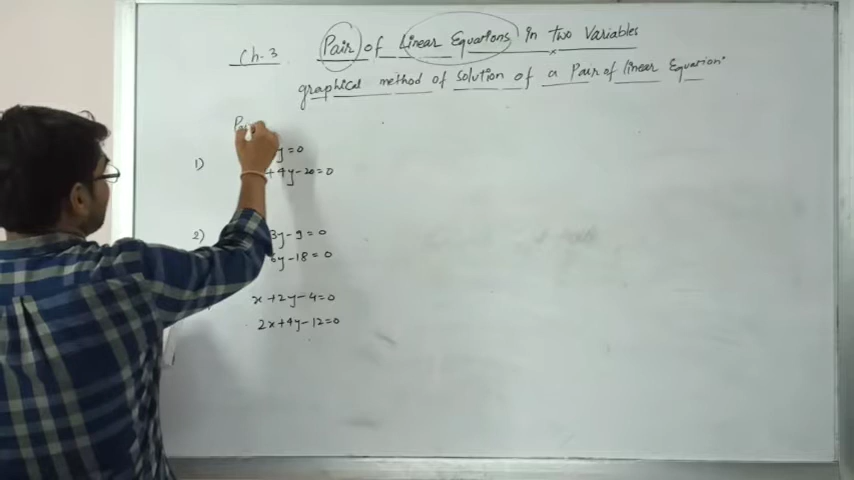 Ch. 3 Pair of Linear Equations in two Variables
graphical method of Solution of a Pair of linear Equation
1) y=0
+4y-20=0
2) 3y-9=0
6y-18=0
x+2y-4=0
2x+4y-12=0